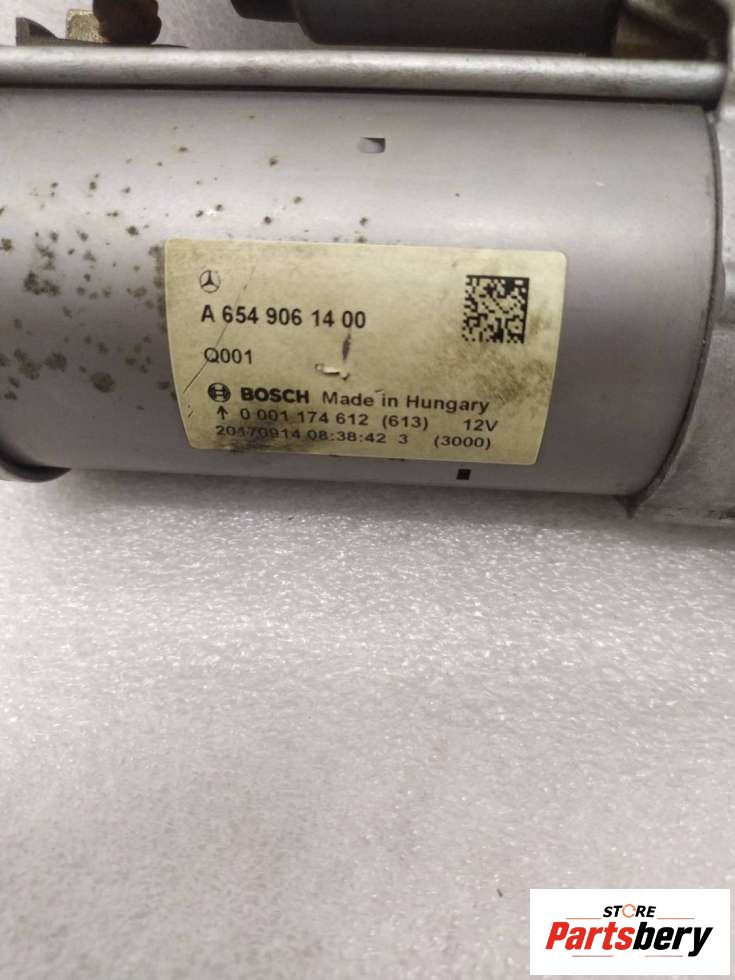 A 654 906 14 00
Q001
BOSCH Made in Hungary
↑ 0 001 174 612 (613) 12V
20170914 08:38:42 3 (3000)
STORE
Partsbery